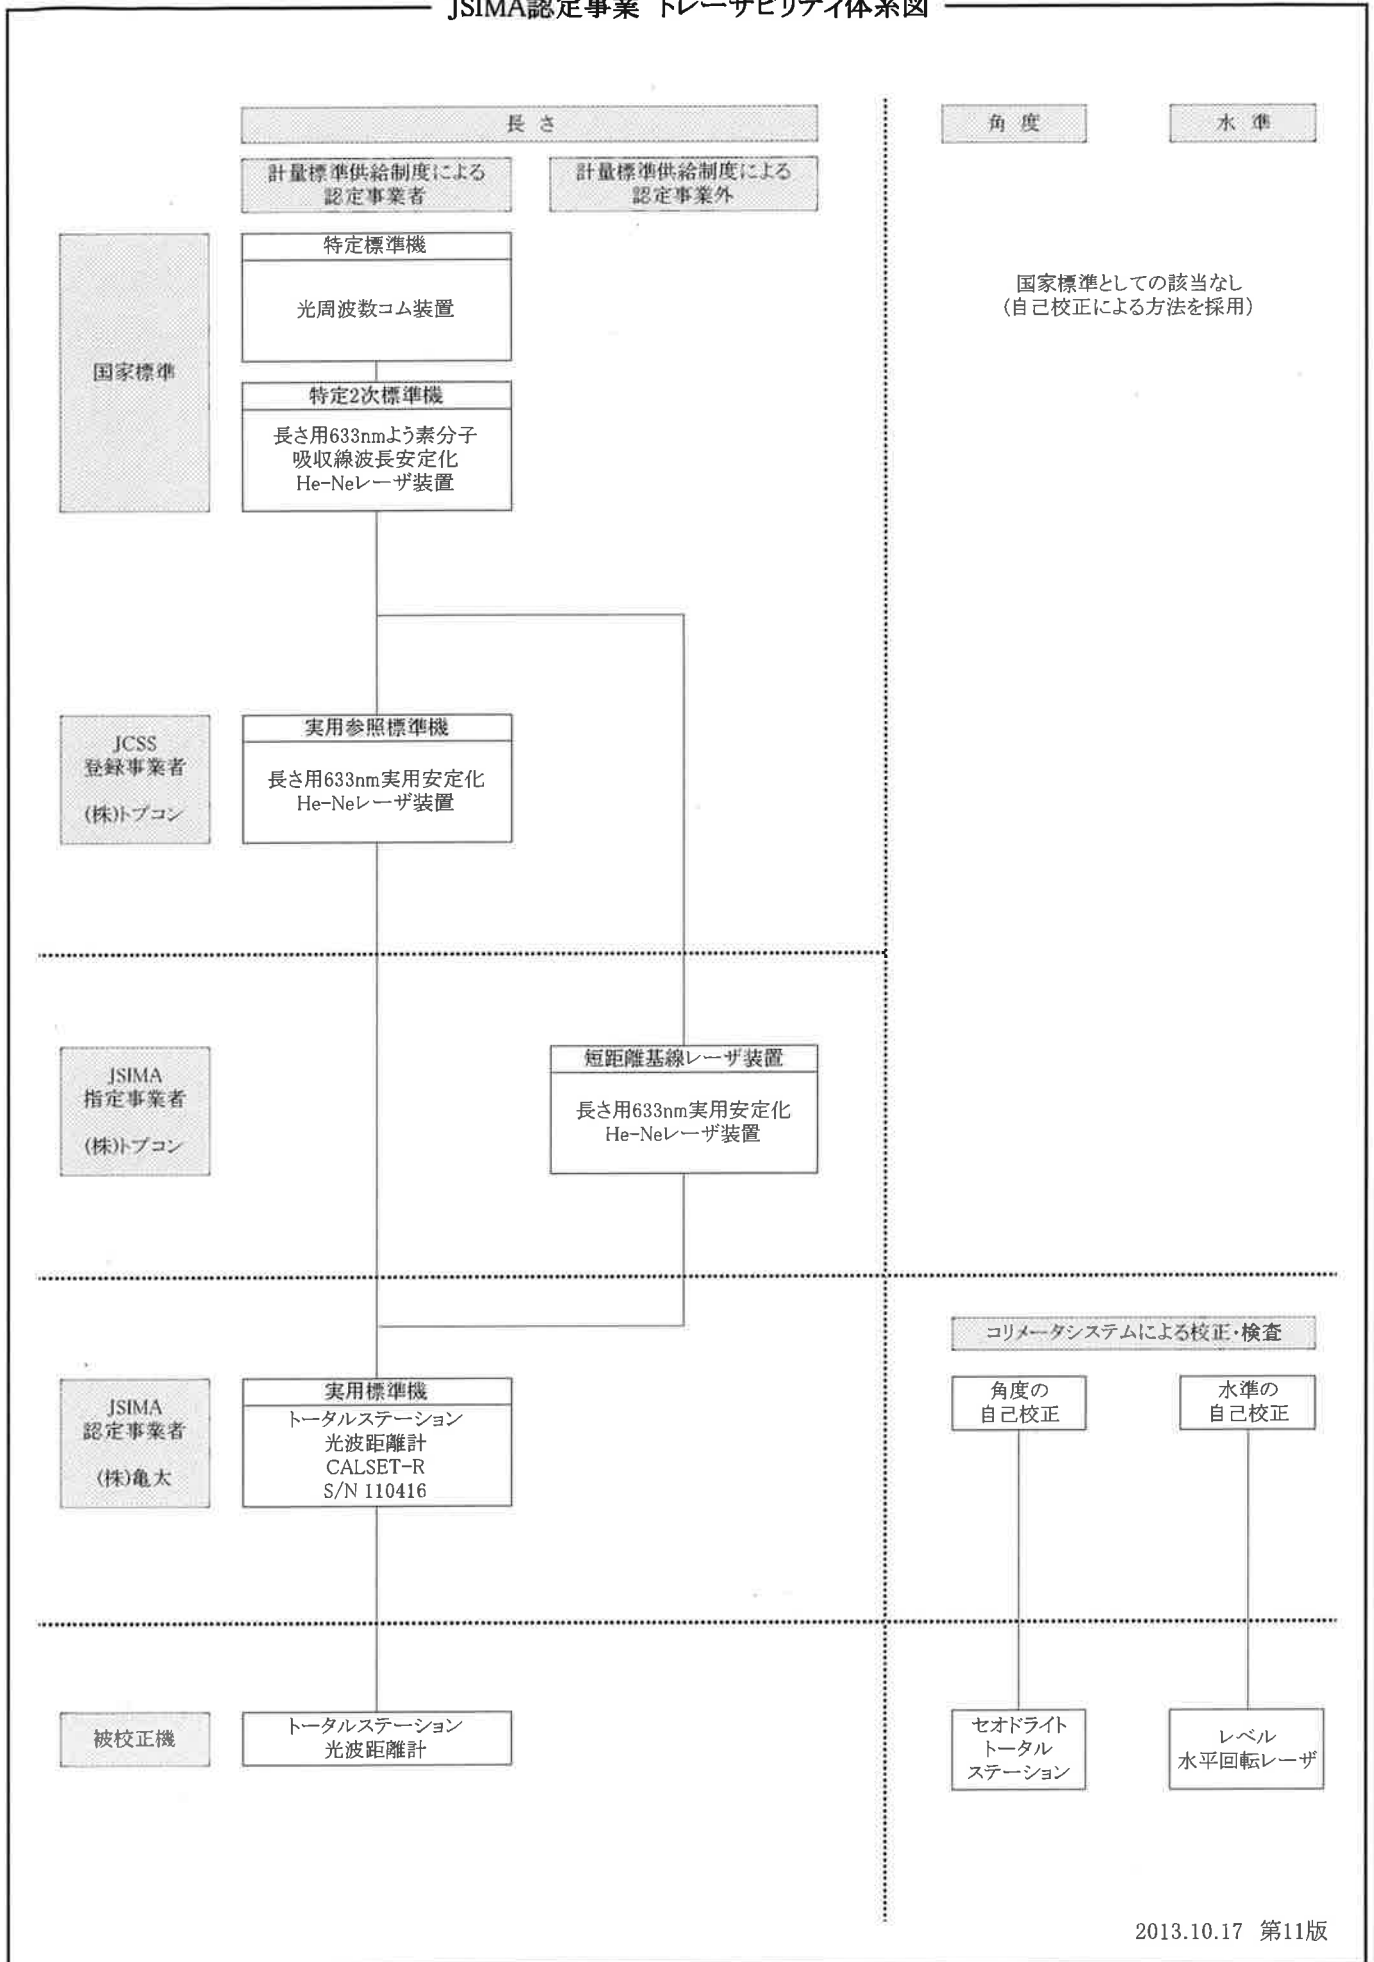 JSIMA認定事業 トレーサビリティ体系図
長 さ
角 度
水 準
計量標準供給制度による
認定事業者
計量標準供給制度による
認定事業外
国家標準
特定標準機
光周波数コム装置
国家標準としての該当なし
(自己校正による方法を採用)
特定2次標準機
長さ用633nmよう素分子
吸収線波長安定化
He-Neレーザ装置
JCSS
登録事業者
(株)トプコン
実用参照標準機
長さ用633nm実用安定化
He-Neレーザ装置
JSIMA
指定事業者
(株)トプコン
短距離基線レーザ装置
長さ用633nm実用安定化
He-Neレーザ装置
コリメータシステムによる校正・検査
JSIMA
認定事業者
(株)亀太
実用標準機
トータルステーション
光波距離計
CALSET-R
S/N 110416
角度の
自己校正
水準の
自己校正
被校正機
トータルステーション
光波距離計
セオドライト
トータル
ステーション
レベル
水平回転レーザ
2013.10.17 第11版